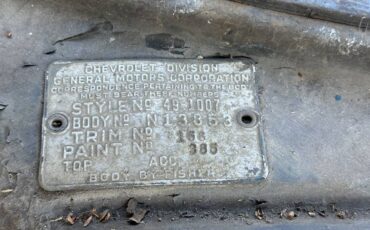 CHEVROLET DIVISION
GENERAL MOTORS CORPORATION
CORRESPONDENCE PERTAINING TO THE BODY
MUST BEAR THESE NUMBERS
STYLE No 49-1007
BODY No N 13353
TRIM No 166
PAINT No 385
TOP ACC
BODY BY FISHER